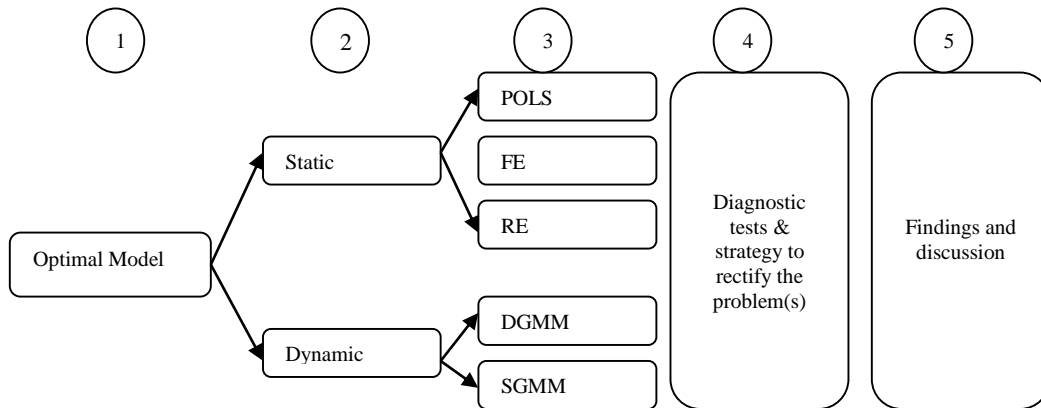 1
2
3
4
5
POLS
Static
FE
RE
Optimal Model
DGMM
Dynamic
SGMM
Diagnostic
tests &
strategy to
rectify the
problem(s)
Findings and
discussion